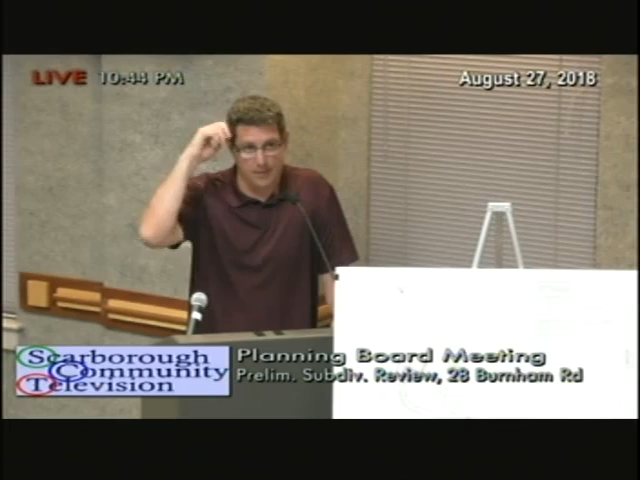 LIVE 10:44 PM
August 27, 2018
Scarborough
Community
Television
Planning Board Meeting
Prelim. Subdiv. Review, 28 Burnham Rd